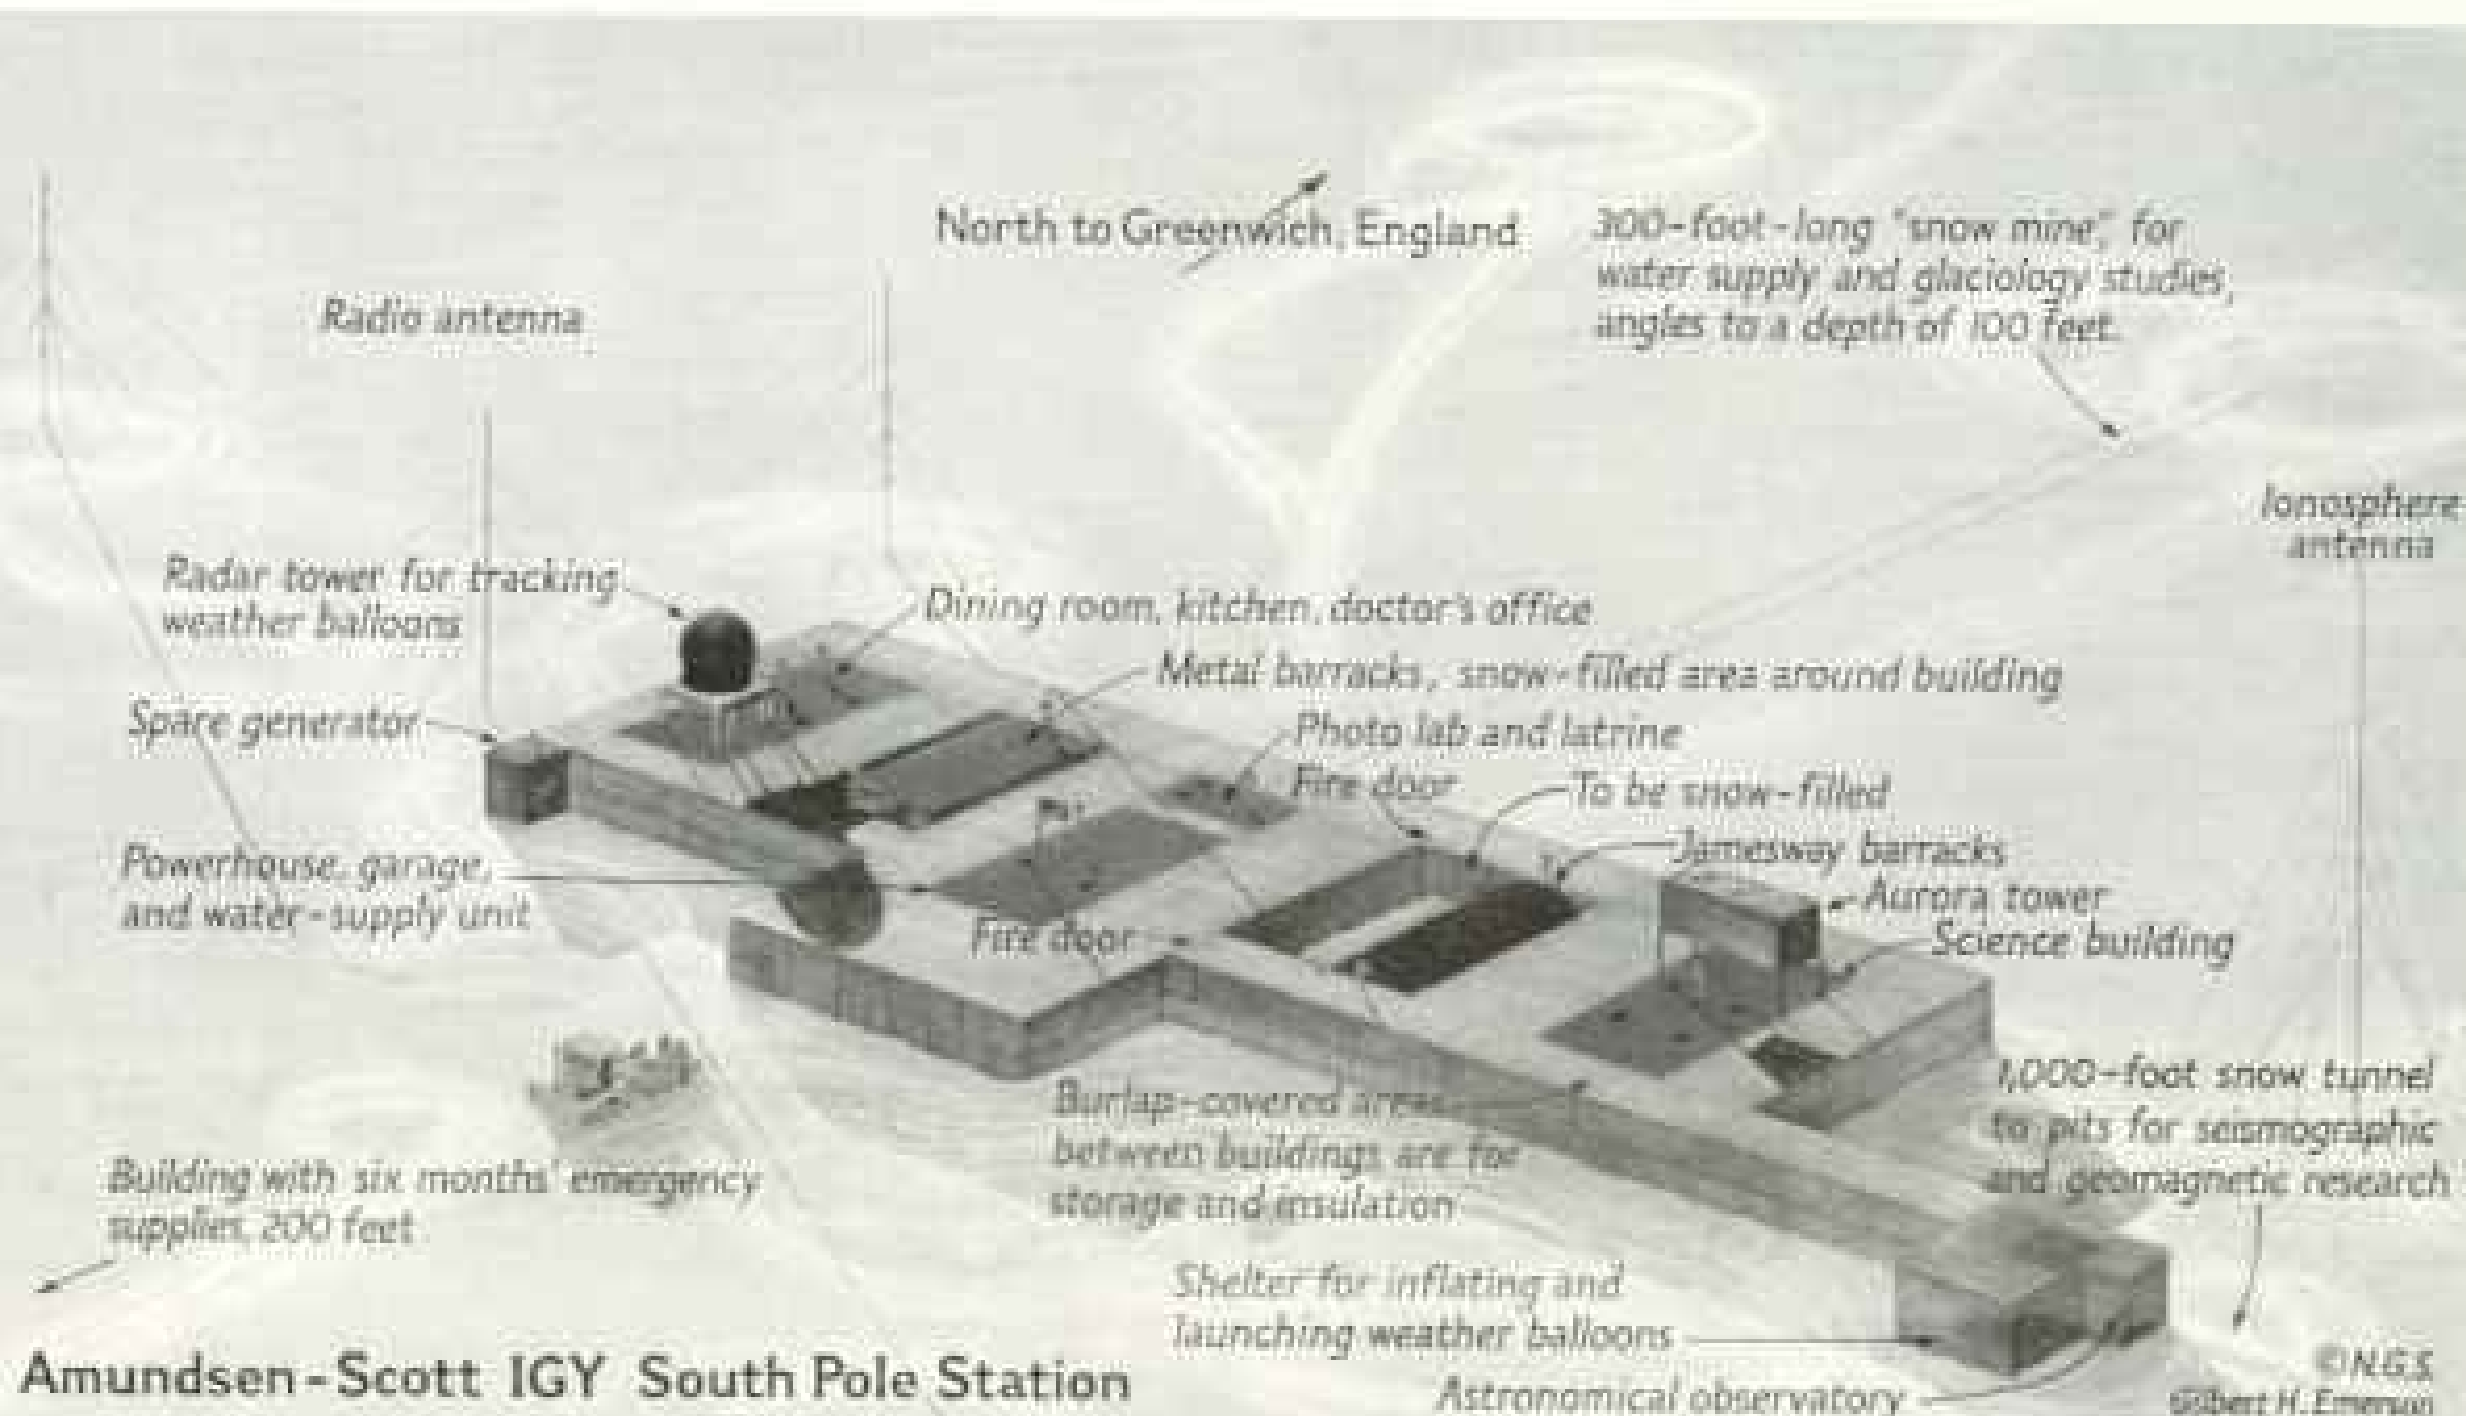 North to Greenwich, England
300-foot-long "snow mine," for
water supply and glaciology studies,
angles to a depth of 100 feet.
Radio antenna
Ionosphere
antenna
Radar tower for tracking
weather balloons
Dining room, kitchen, doctor's office
Metal barracks, snow-filled area around building
Spare generator
Photo lab and latrine
Fire door
To be snow-filled
Jamesway barracks
Powerhouse, garage,
and water-supply unit
Aurora tower
Fire door
Science building
1,000-foot snow tunnel
to pits for seismographic
and geomagnetic research
Burlap-covered areas
between buildings are for
storage and insulation
Building with six months' emergency
supplies, 200 feet
Shelter for inflating and
launching weather balloons
Astronomical observatory
Amundsen-Scott IGY South Pole Station
©N.G.S.
Gilbert H. Emerson